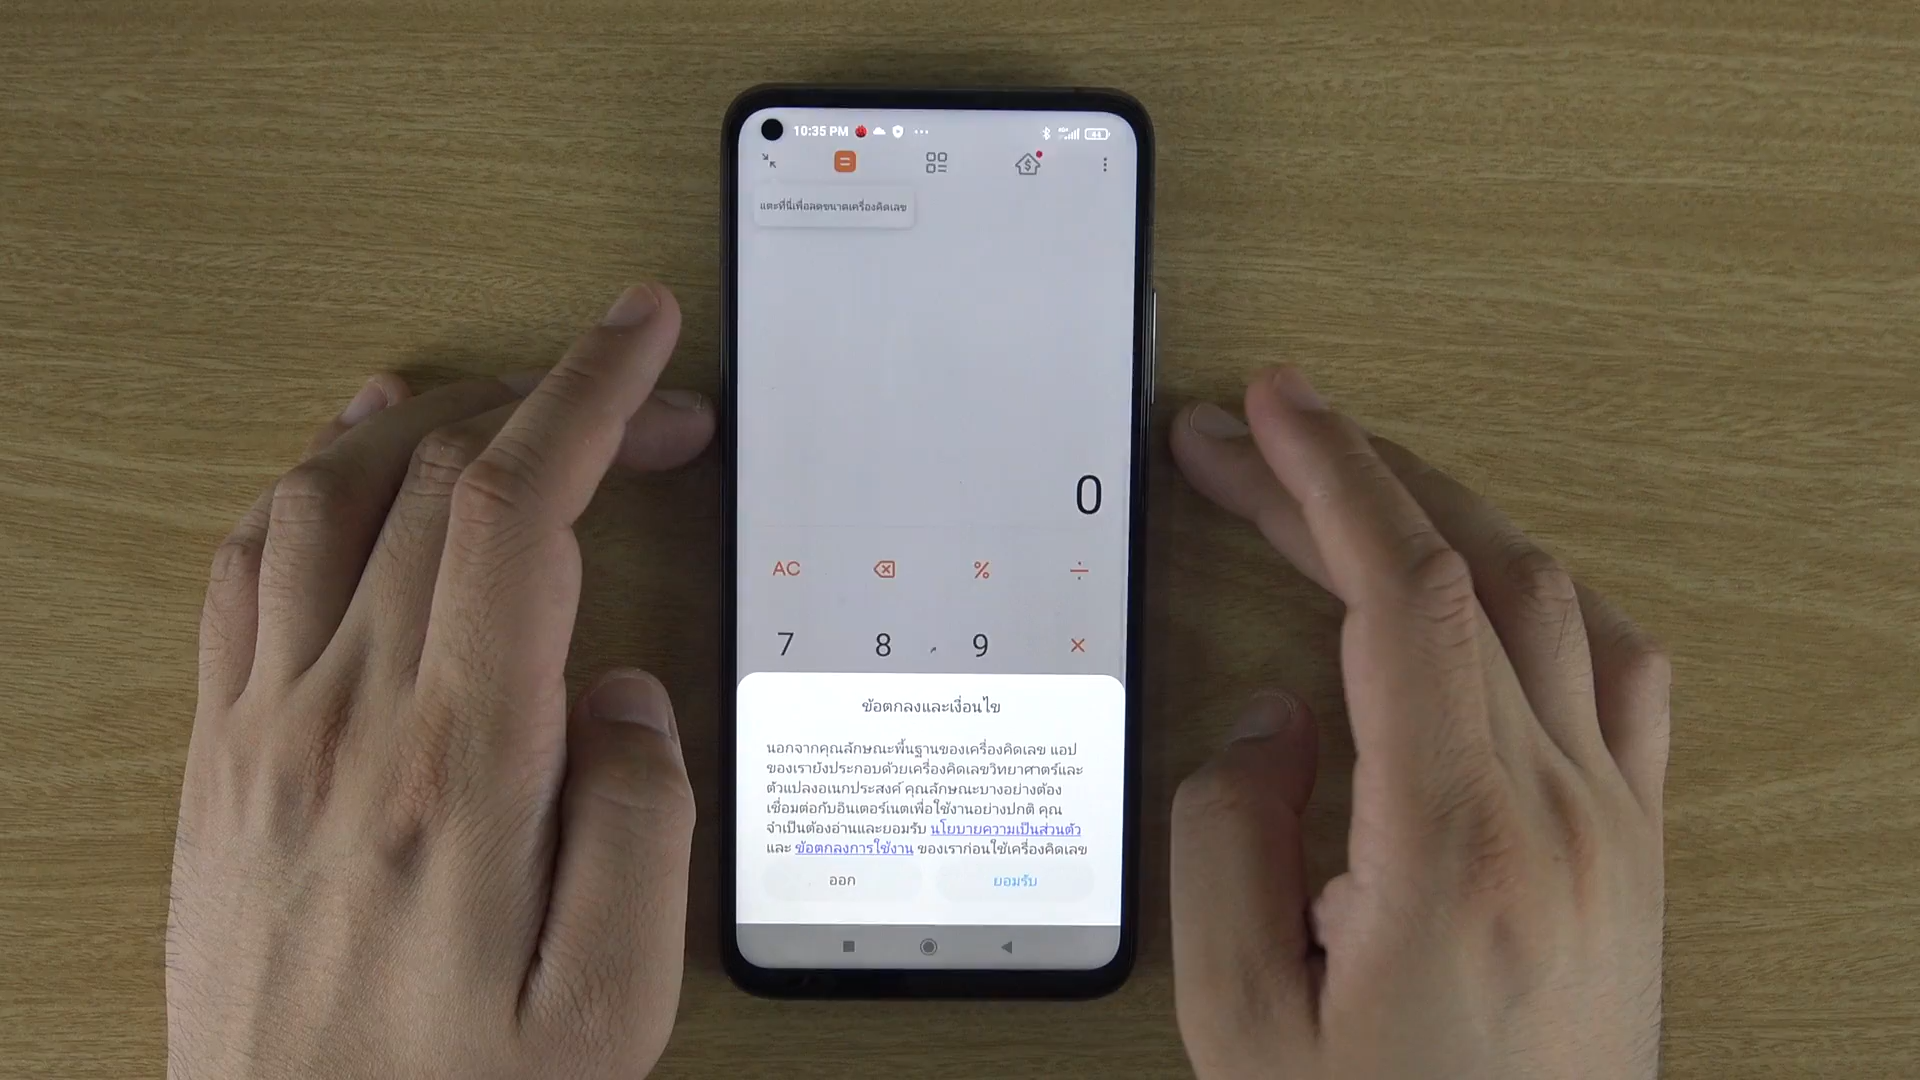 10:35 PM
44
แตะที่นี่เพื่อลดขนาดเครื่องคิดเลข
0
AC % ÷
7 8 9 ×
ข้อตกลงและเงื่อนไข
นอกจากคุณลักษณะพื้นฐานของเครื่องคิดเลข แอป
ของเรายังประกอบด้วยเครื่องคิดเลขวิทยาศาตร์และ
ตัวแปลงอเนกประสงค์ คุณลักษณะบางอย่างต้อง
เชื่อมต่อกับอินเตอร์เนตเพื่อใช้งานอย่างปกติ คุณ
จำเป็นต้องอ่านและยอมรับ นโยบายความเป็นส่วนตัว
และ ข้อตกลงการใช้งาน ของเราก่อนใช้เครื่องคิดเลข
ออก ยอมรับ